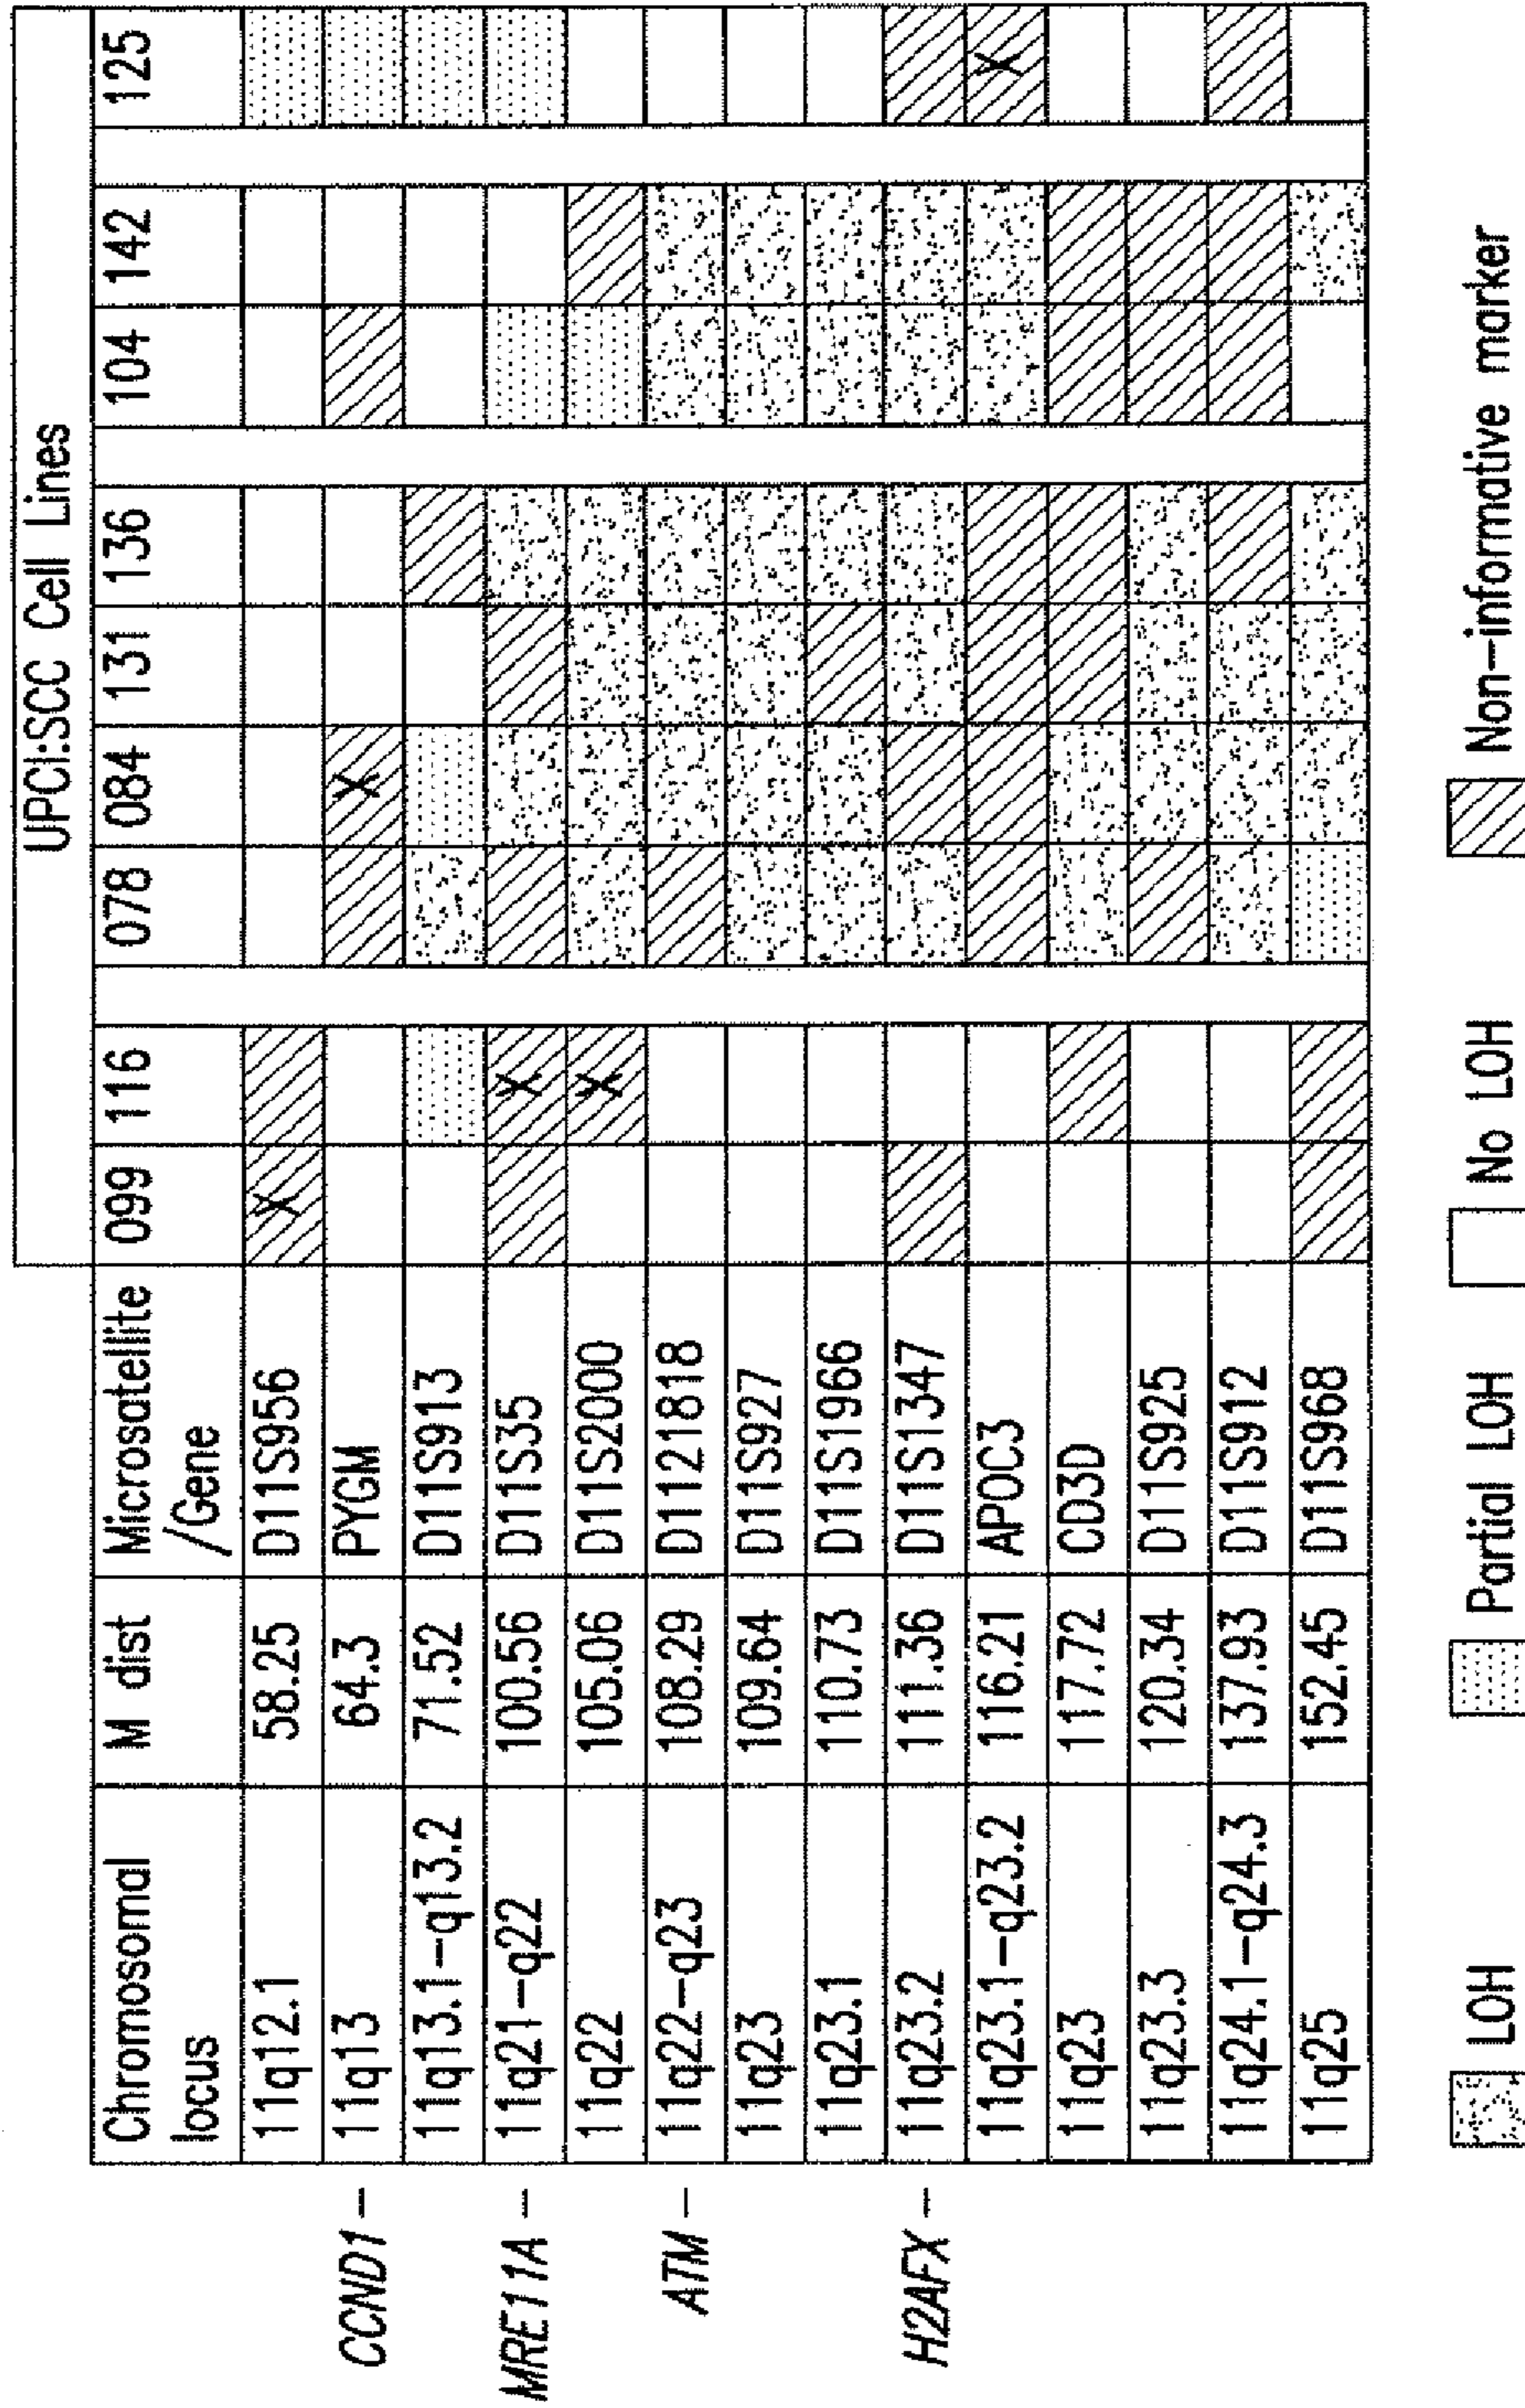 UPCI:SCC Cell Lines
Chromosomal locus M dist Microsatellite /Gene 099 116 078 084 131 136 104 142 125
11q12.1 58.25 D11S956 X
CCND1 – 11q13 64.3 PYGM X
11q13.1–q13.2 71.52 D11S913
MRE11A – 11q21–q22 100.56 D11S35 X
11q22 105.06 D11S2000 X
ATM – 11q22–q23 108.29 D1121818
11q23 109.64 D11S927
11q23.1 110.73 D11S1966
H2AFX – 11q23.2 111.36 D11S1347
11q23.1–q23.2 116.21 APOC3 X
11q23 117.72 CD3D
11q23.3 120.34 D11S925
11q24.1–q24.3 137.93 D11S912
11q25 152.45 D11S968
LOH Partial LOH No LOH Non–informative marker